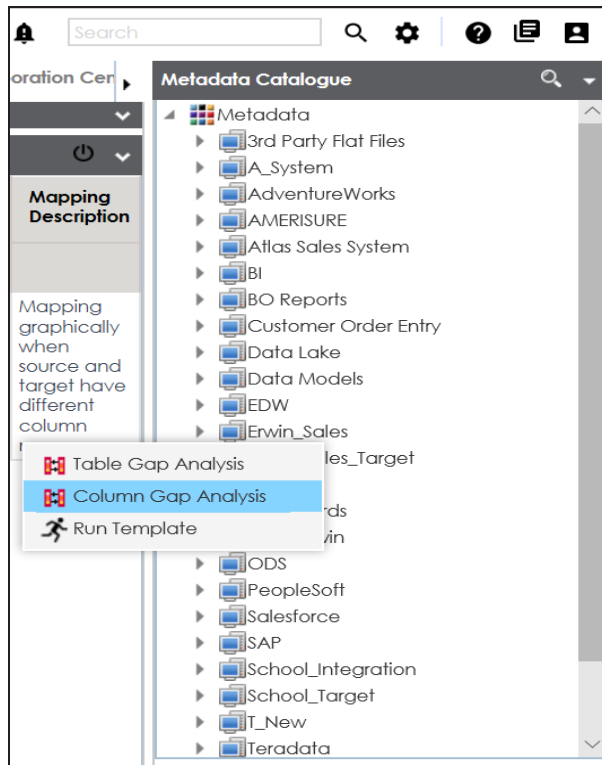 Search
oration Cen
Metadata Catalogue
Mapping
Description
Mapping
graphically
when
source and
target have
different
column
Table Gap Analysis
Column Gap Analysis
Run Template
Metadata
3rd Party Flat Files
A_System
AdventureWorks
AMERISURE
Atlas Sales System
BI
BO Reports
Customer Order Entry
Data Lake
Data Models
EDW
Erwin_Sales
les_Target
rds
vin
ODS
PeopleSoft
Salesforce
SAP
School_Integration
School_Target
T_New
Teradata